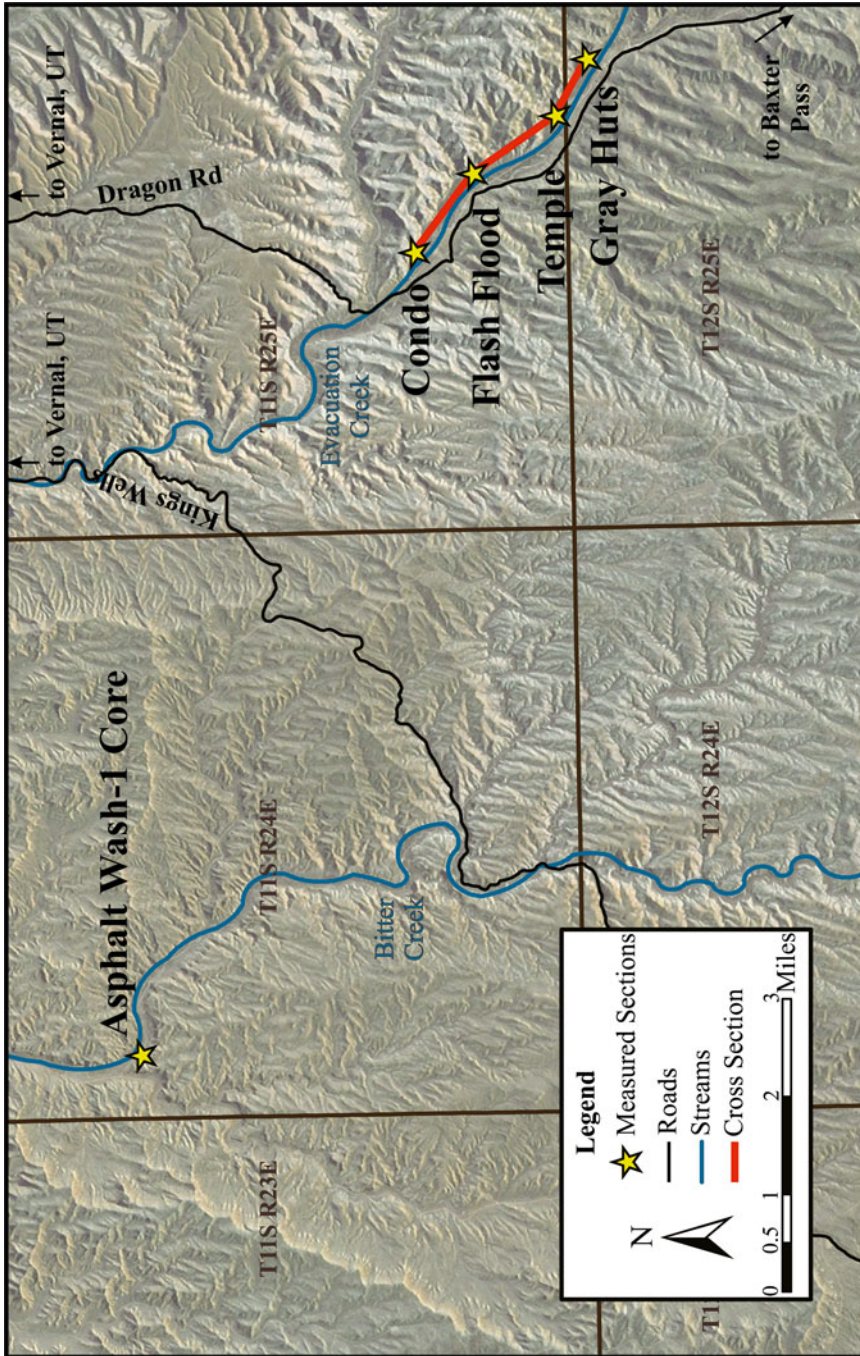 to Vernal, UT
to Vernal, UT
Dragon Rd
Kings Wells
Asphalt Wash-1 Core
T11S R23E
T11S R24E
T11S R25E
Evacuation
Creek
Bitter
Creek
Condo
Flash Flood
Temple
Gray Huts
to Baxter
Pass
T12S R24E
T12S R25E
Legend
Measured Sections
Roads
Streams
Cross Section
N
0 0.5 1 2 3
Miles